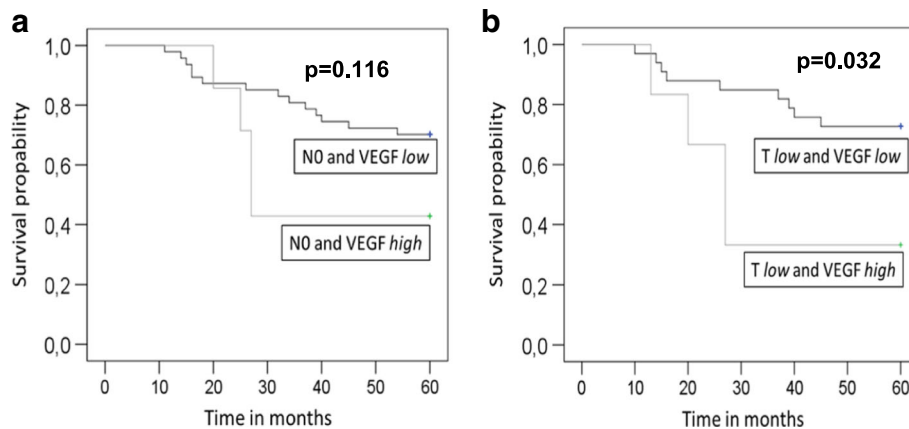 a
p=0.116
1,0
0,8
0,6
0,4
0,2
0,0
Survival propability
N0 and VEGF low
N0 and VEGF high
0 10 20 30 40 50 60
Time in months
b
p=0.032
1,0
0,8
0,6
0,4
0,2
0,0
Survival propability
T low and VEGF low
T low and VEGF high
0 10 20 30 40 50 60
Time in months